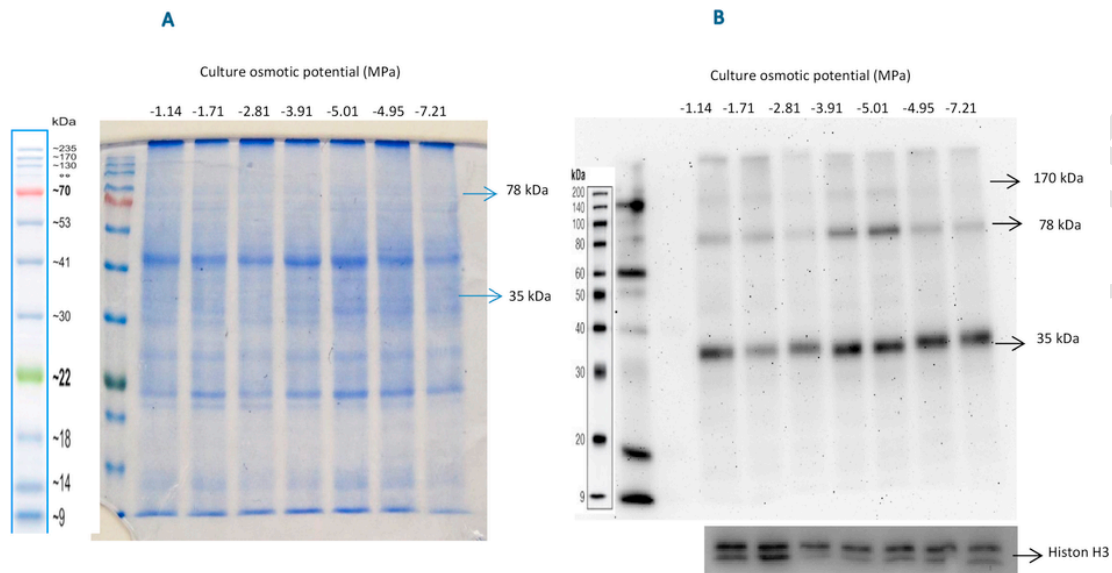 A
Culture osmotic potential (MPa)
-1.14 -1.71 -2.81 -3.91 -5.01 -4.95 -7.21
kDa
~235
~170
~130
~70
~53
~41
~30
~22
~18
~14
~9
78 kDa
35 kDa
B
Culture osmotic potential (MPa)
-1.14 -1.71 -2.81 -3.91 -5.01 -4.95 -7.21
kDa
200
140
100
80
60
50
40
30
20
9
170 kDa
78 kDa
35 kDa
Histon H3